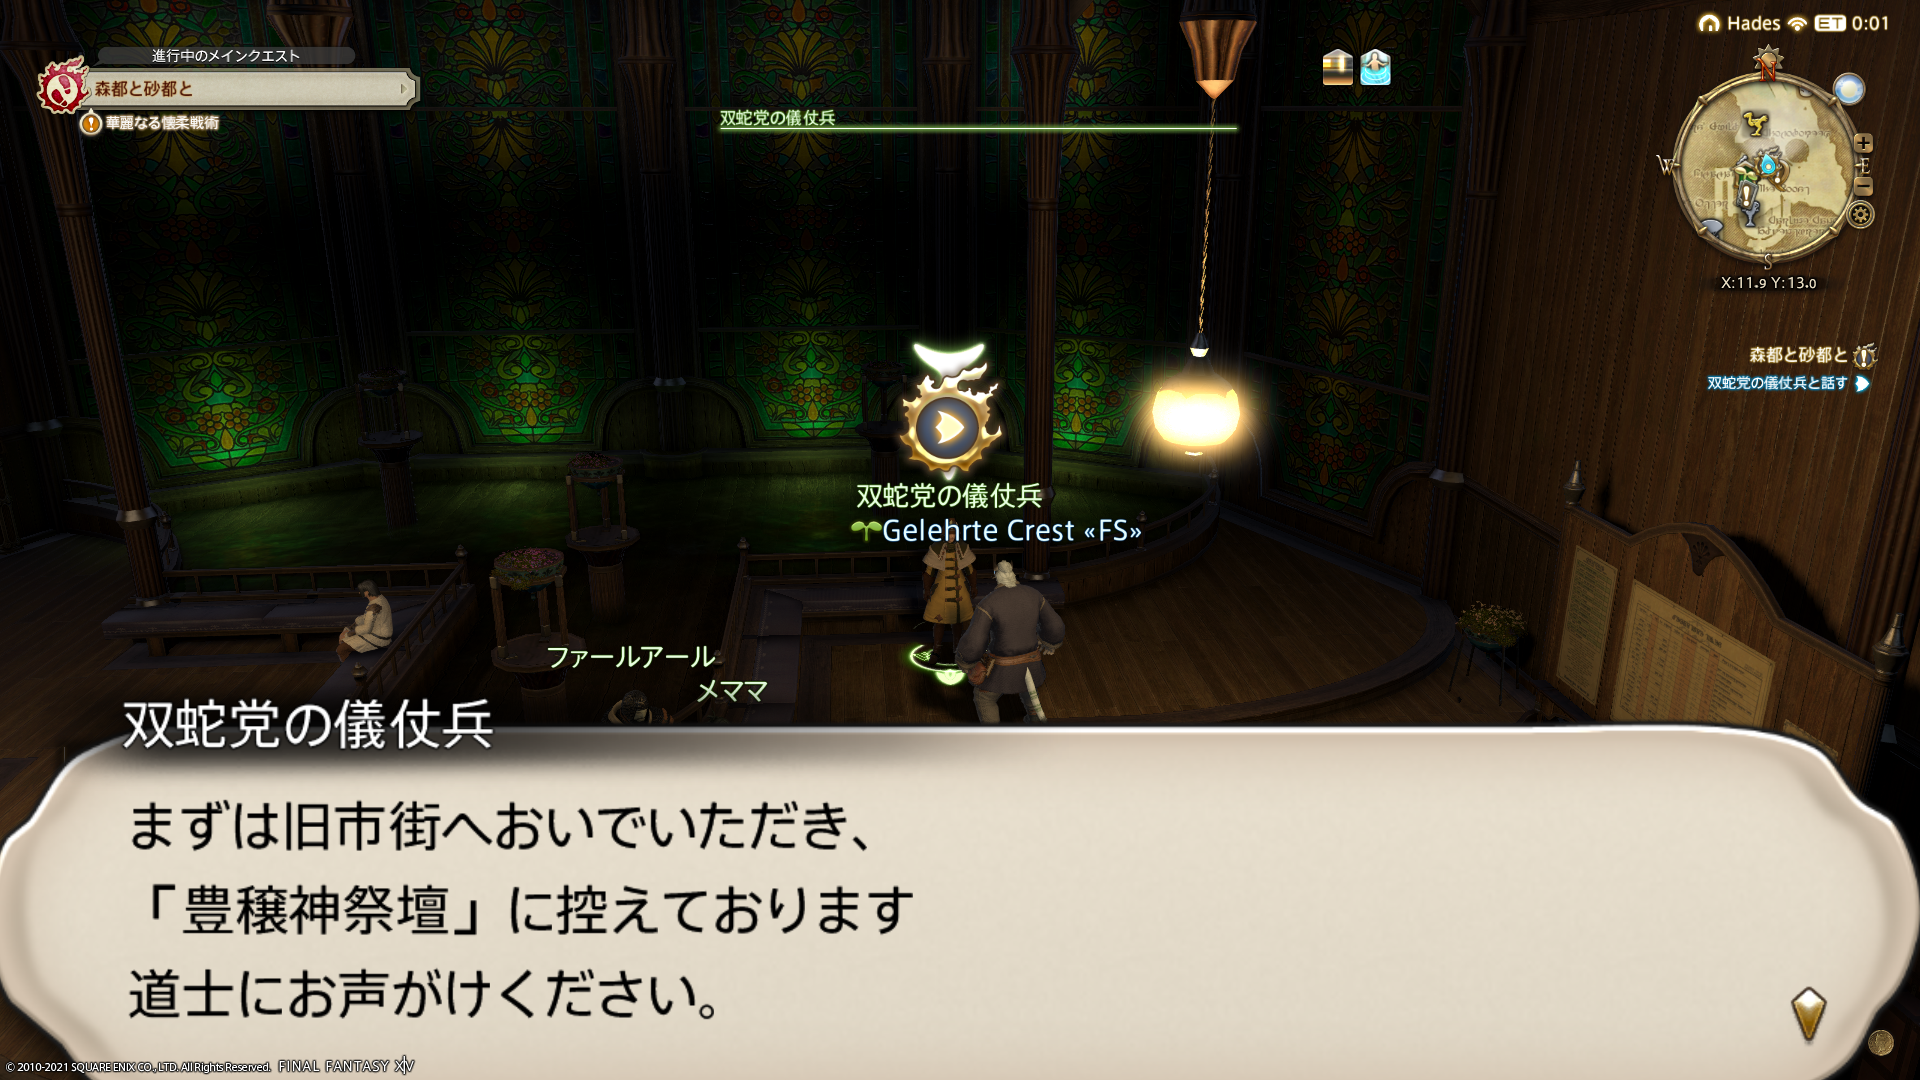 進行中のメインクエスト
森都と砂都と
華麗なる懐柔戦術
双蛇党の儀仗兵
Hades ET 0:01
N
W
E
S
X:11.9 Y:13.0
森都と砂都と
双蛇党の儀仗兵と話す
双蛇党の儀仗兵
Gelehrte Crest «FS»
ファールアール
メママ
双蛇党の儀仗兵
まずは旧市街へおいでいただき、
「豊穣神祭壇」に控えております
道士にお声がけください。
© 2010-2021 SQUARE ENIX CO., LTD. All Rights Reserved. FINAL FANTASY XIV